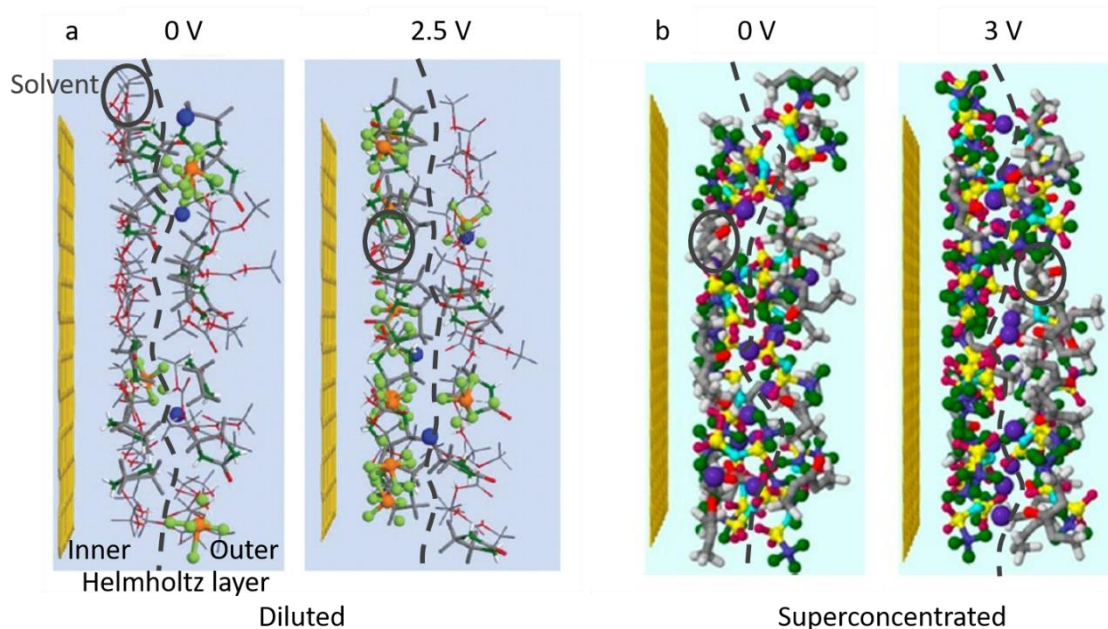 a 0 V 2.5 V b 0 V 3 V
Solvent
Inner Outer
Helmholtz layer
Diluted Superconcentrated